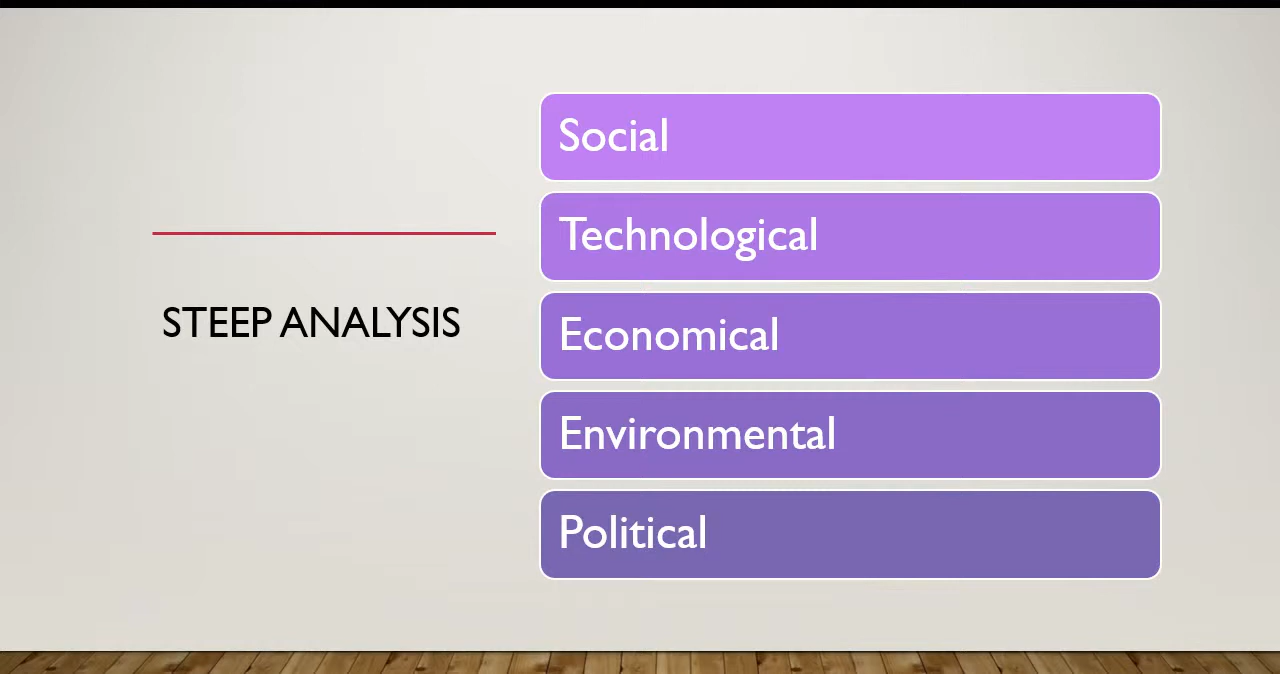 STEEP ANALYSIS
Social
Technological
Economical
Environmental
Political